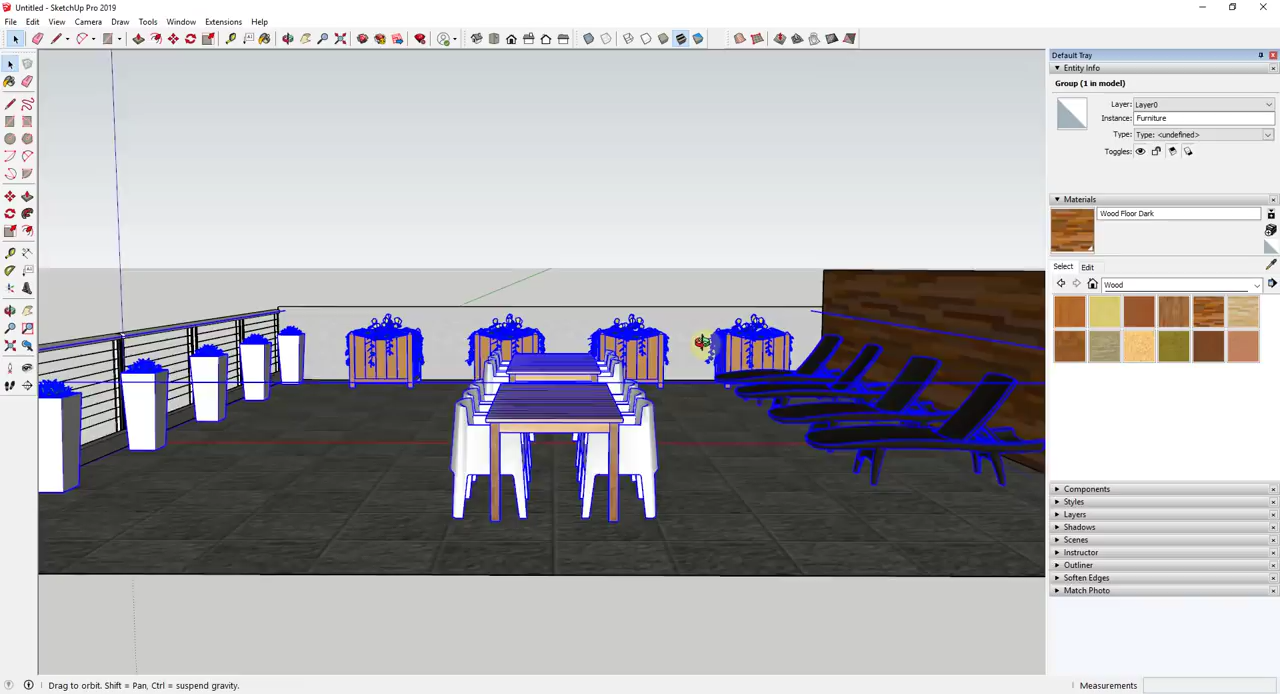 Untitled - SketchUp Pro 2019
File Edit View Camera Draw Tools Window Extensions Help
Default Tray
Entity Info
Group (1 in model)
Layer: Layer0
Instance: Furniture
Type: Type: <undefined>
Toggles:
Materials
Wood Floor Dark
Select Edit
Wood
Components
Styles
Layers
Shadows
Scenes
Instructor
Outliner
Soften Edges
Match Photo
Drag to orbit. Shift = Pan, Ctrl = suspend gravity.
Measurements